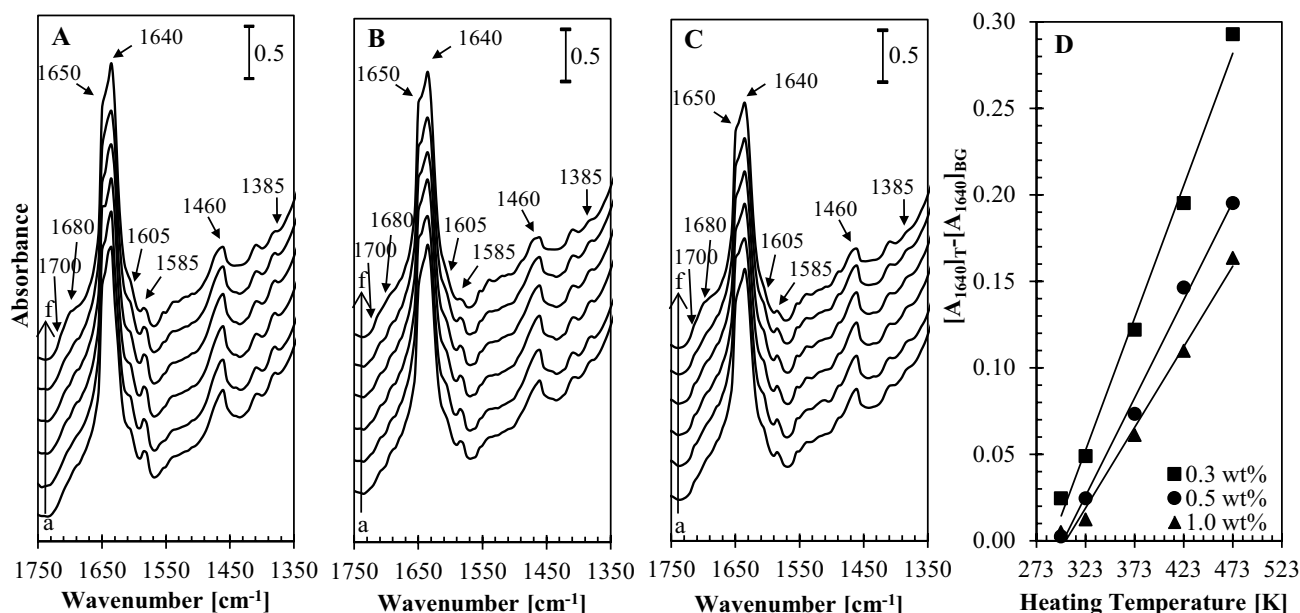 Absorbance
A
1640
0.5
1650
1385
1460
1680
1605
1700
1585
f
a
1750 1650 1550 1450 1350
Wavenumber [cm-1]
B
1640
0.5
1650
1385
1460
1680
1605
1700
1585
f
a
1750 1650 1550 1450 1350
Wavenumber [cm-1]
C
1640
0.5
1650
1385
1460
1680
1605
1700
1585
f
a
1750 1650 1550 1450 1350
Wavenumber [cm-1]
[A1640]T-[A1640]BG
D
0.30
0.25
0.20
0.15
0.10
0.05
0.00
0.3 wt%
0.5 wt%
1.0 wt%
273 323 373 423 473 523
Heating Temperature [K]